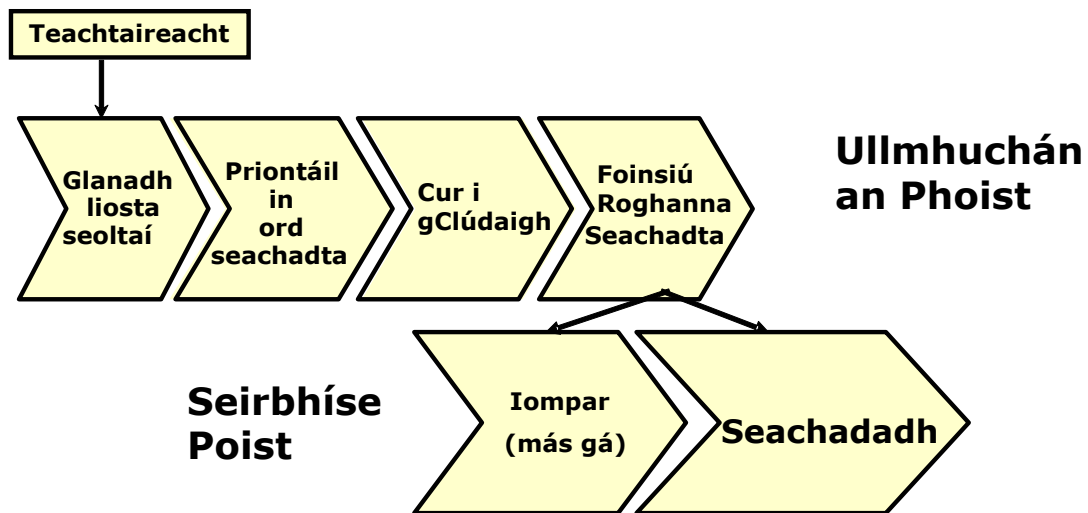 Teachtaireacht
Glanadh
liosta
seoltaí
Priontáil
in
ord
seachadta
Cur i
gClúdaigh
Foinsiú
Roghanna
Seachadta
Ullmhuchán
an Phoist
Seirbhíse
Poist
Iompar
(más gá)
Seachadadh